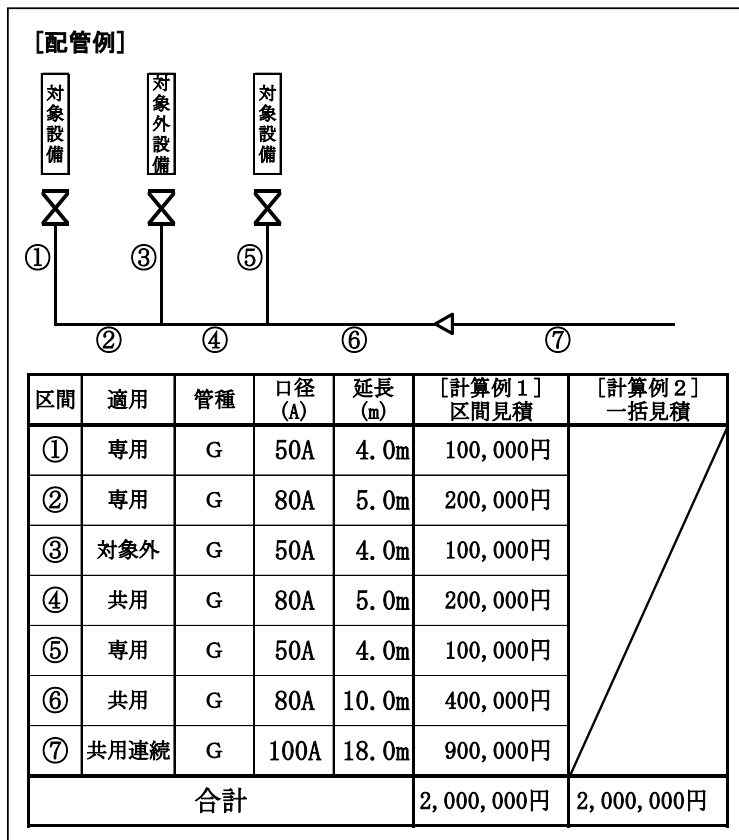 [配管例]
対象設備
対象外設備
対象設備
①
③
⑤
②
④
⑥
⑦
区間 適用 管種 口径(A) 延長(m) [計算例1]区間見積 [計算例2]一括見積
① 専用 G 50A 4.0m 100,000円
② 専用 G 80A 5.0m 200,000円
③ 対象外 G 50A 4.0m 100,000円
④ 共用 G 80A 5.0m 200,000円
⑤ 専用 G 50A 4.0m 100,000円
⑥ 共用 G 80A 10.0m 400,000円
⑦ 共用連続 G 100A 18.0m 900,000円
合計 2,000,000円 2,000,000円